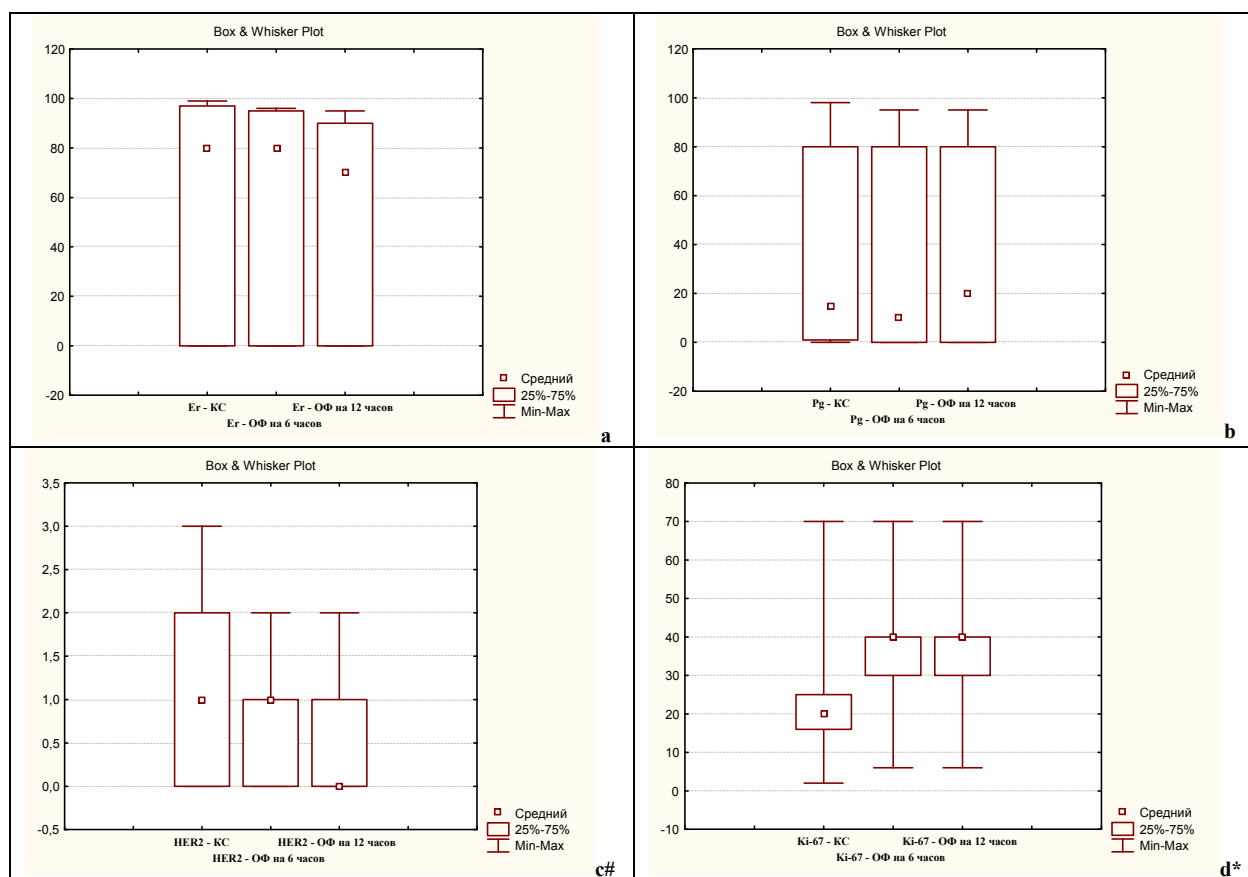 Box & Whisker Plot
120
100
80
60
40
20
0
-20
Er - КС
Er - ОФ на 12 часов
Er - ОФ на 6 часов
Средний
25%-75%
Min-Max
a
Box & Whisker Plot
120
100
80
60
40
20
0
-20
Pg - КС
Pg - ОФ на 12 часов
Pg - ОФ на 6 часов
Средний
25%-75%
Min-Max
b
Box & Whisker Plot
3,5
3,0
2,5
2,0
1,5
1,0
0,5
0,0
-0,5
HER2 - КС
HER2 - ОФ на 12 часов
HER2 - ОФ на 6 часов
Средний
25%-75%
Min-Max
c#
Box & Whisker Plot
80
70
60
50
40
30
20
10
0
-10
Ki-67 - КС
Ki-67 - ОФ на 12 часов
Ki-67 - ОФ на 6 часов
Средний
25%-75%
Min-Max
d*